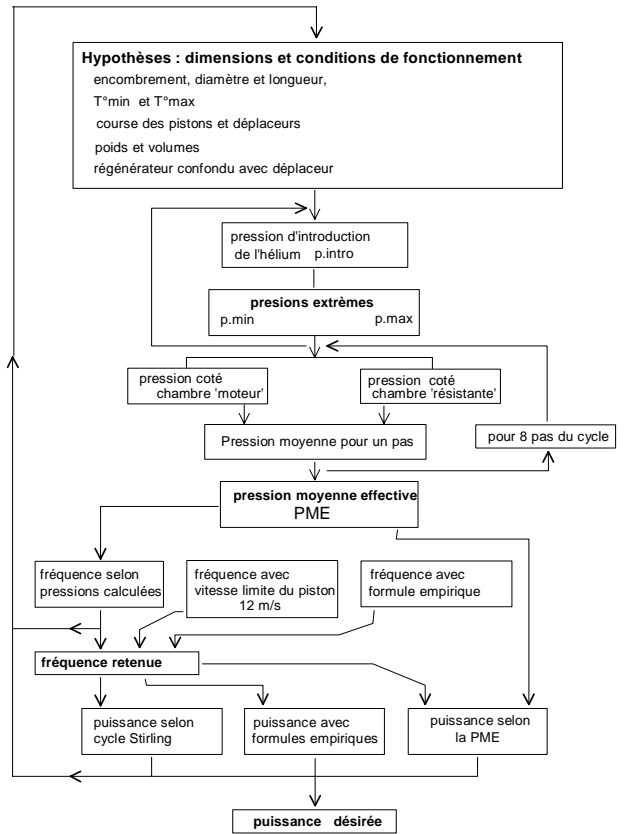 Hypothèses : dimensions et conditions de fonctionnement
encombrement, diamètre et longueur,
T°min et T°max
course des pistons et déplaceurs
poids et volumes
régénérateur confondu avec déplaceur
pression d'introduction
de l'hélium p.intro
presions extrèmes
p.min p.max
pression coté
chambre 'moteur'
pression coté
chambre 'résistante'
Pression moyenne pour un pas
pour 8 pas du cycle
pression moyenne effective
PME
fréquence selon
pressions calculées
fréquence avec
vitesse limite du piston
12 m/s
fréquence avec
formule empirique
fréquence retenue
puissance selon
cycle Stirling
puissance avec
formules empiriques
puissance selon
la PME
puissance désirée